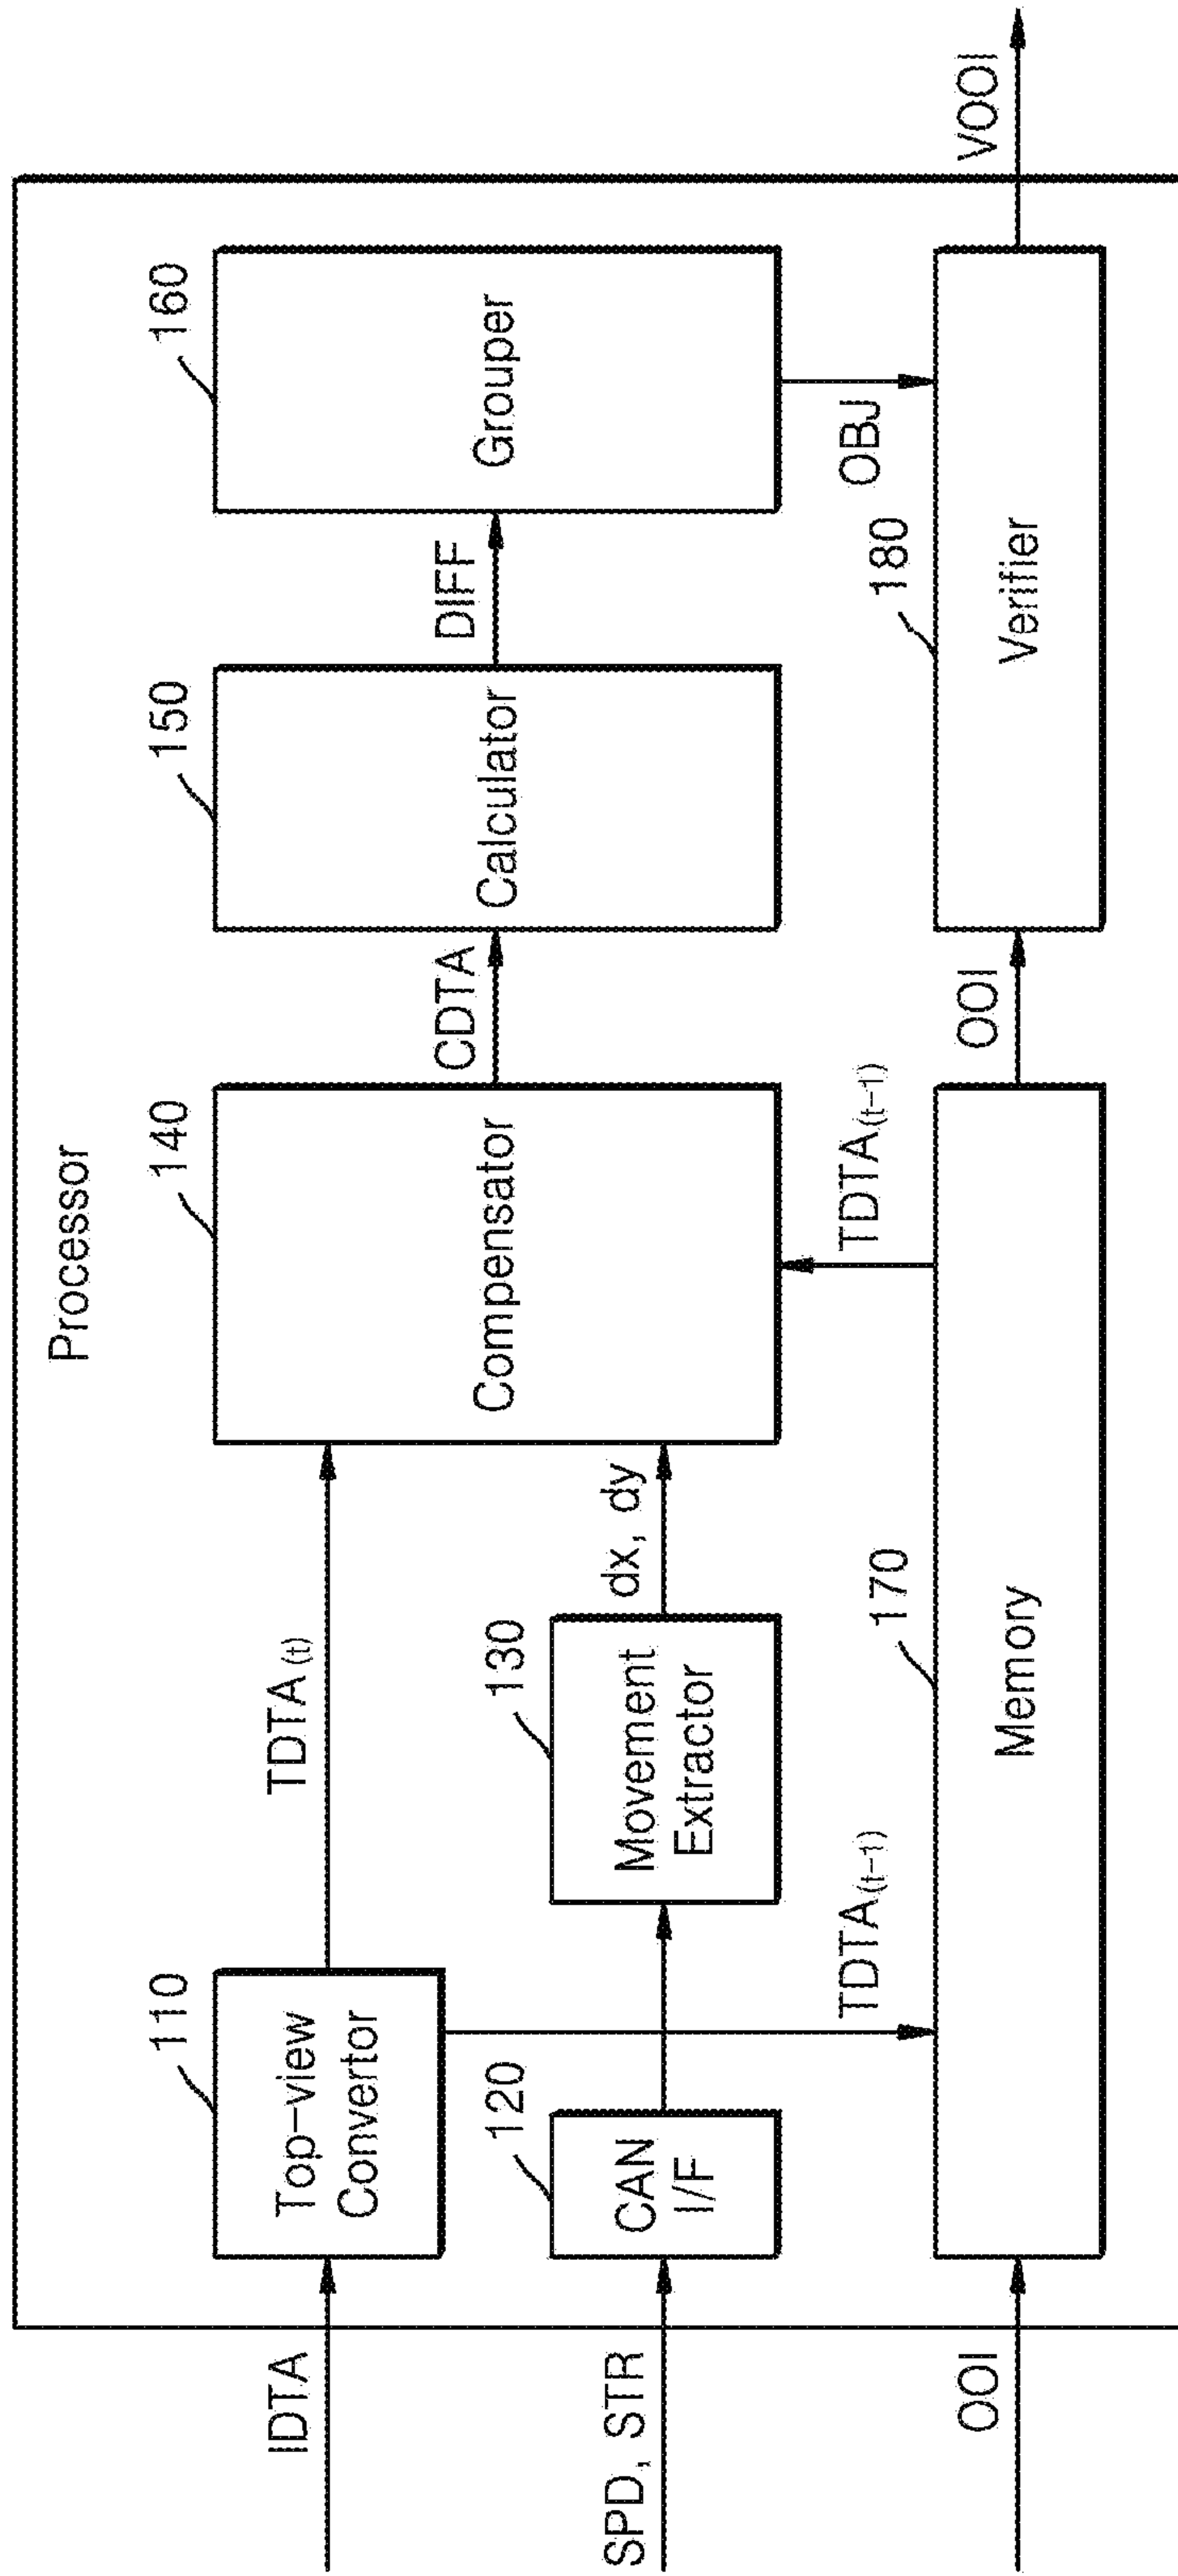 Processor
IDTA
110
Top-view
Convertor
TDTA(t)
140
Compensator
CDTA
150
Calculator
DIFF
160
Grouper
SPD, STR
120
CAN
I/F
130
Movement
Extractor
dx, dy
TDTA(t-1)
TDTA(t-1)
OBJ
OOI
170
Memory
OOI
180
Verifier
VOOI